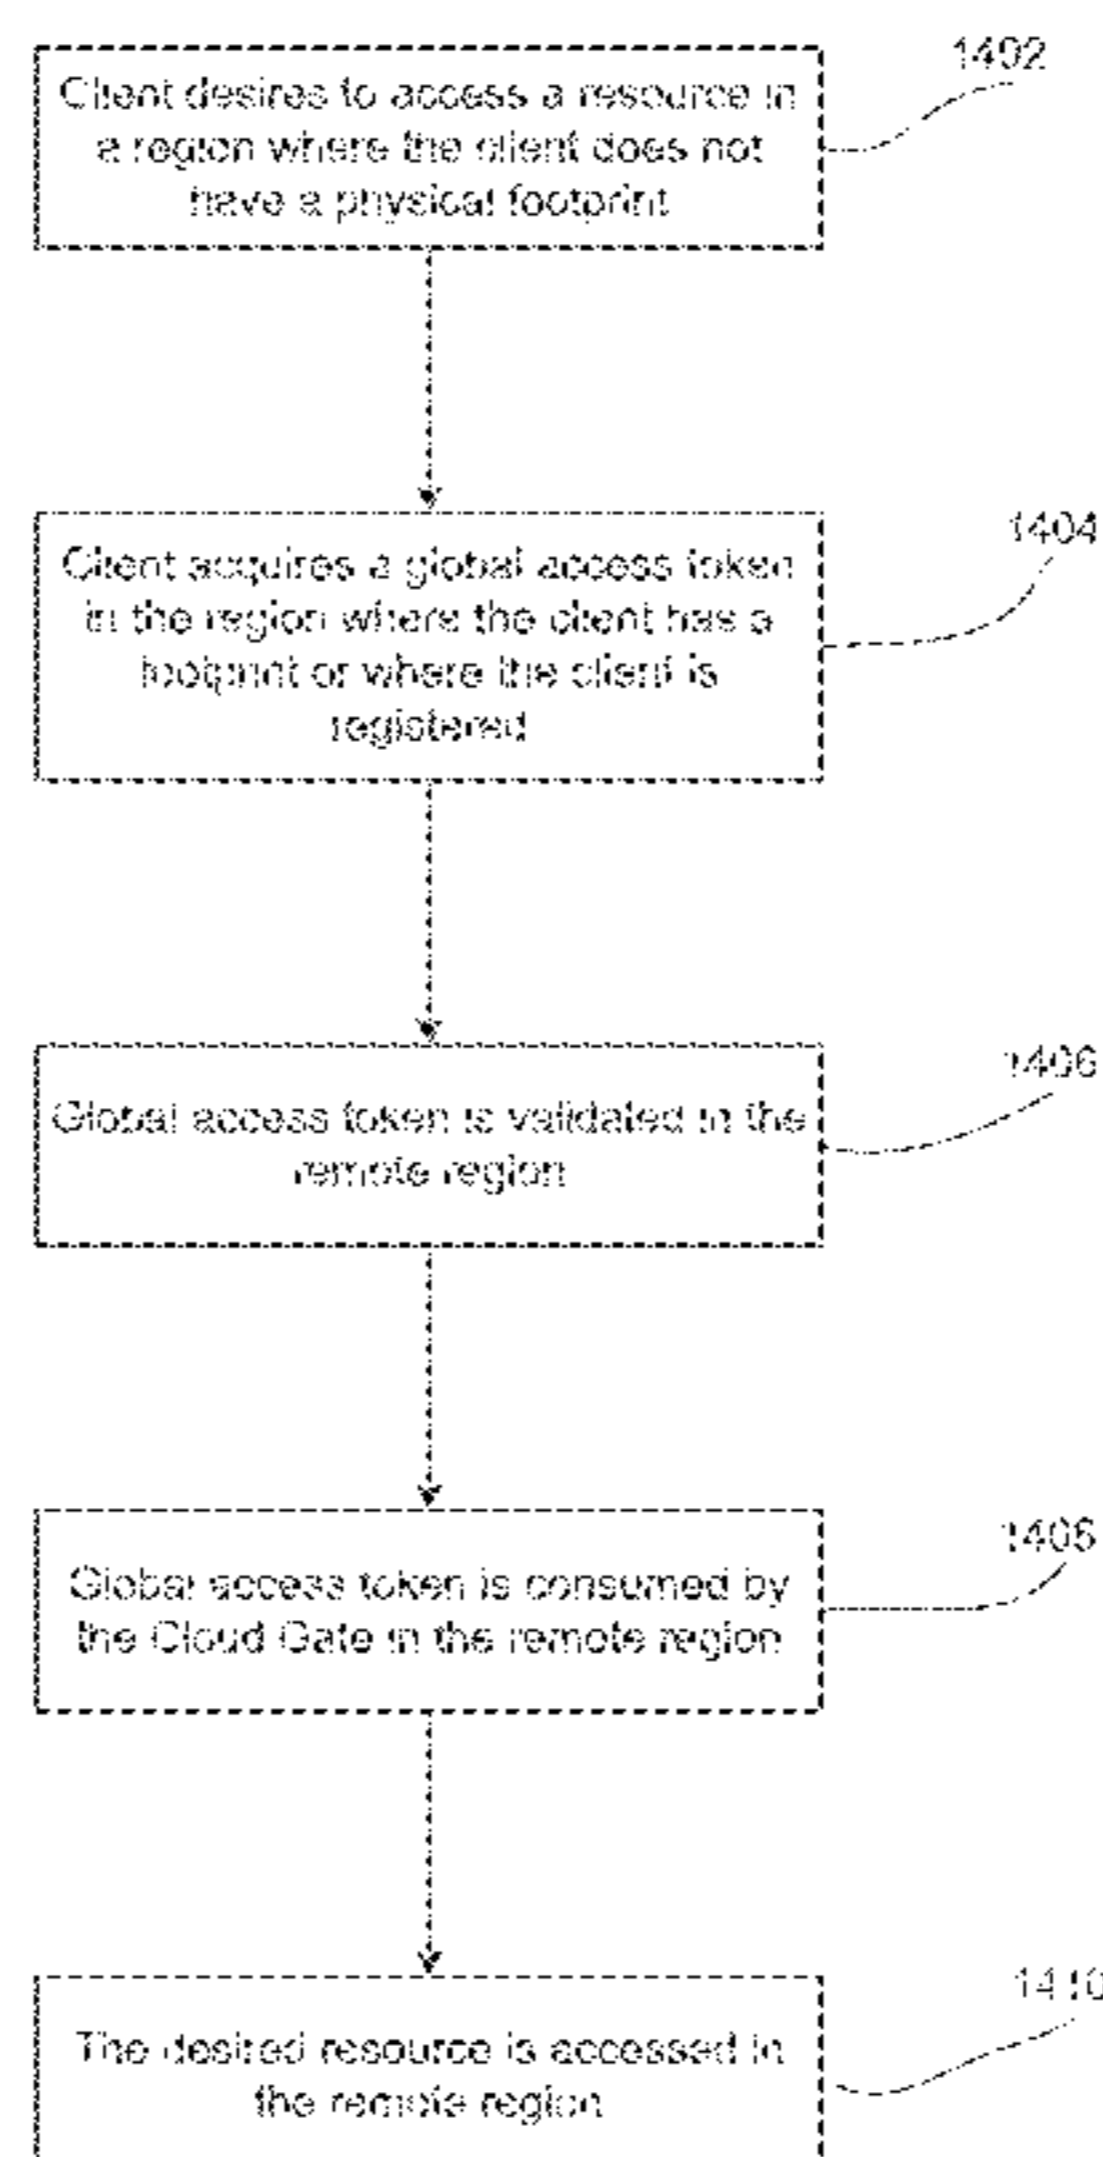 1402
Client desires to access a resource in
a region where the client does not
have a physical footprint
1404
Client acquires a global access token
in the region where the client has a
footprint or where the client is
registered
1406
Global access token is validated in the
remote region
1408
Global access token is consumed by
the Cloud Gate in the remote region
1410
The desired resource is accessed in
the remote region